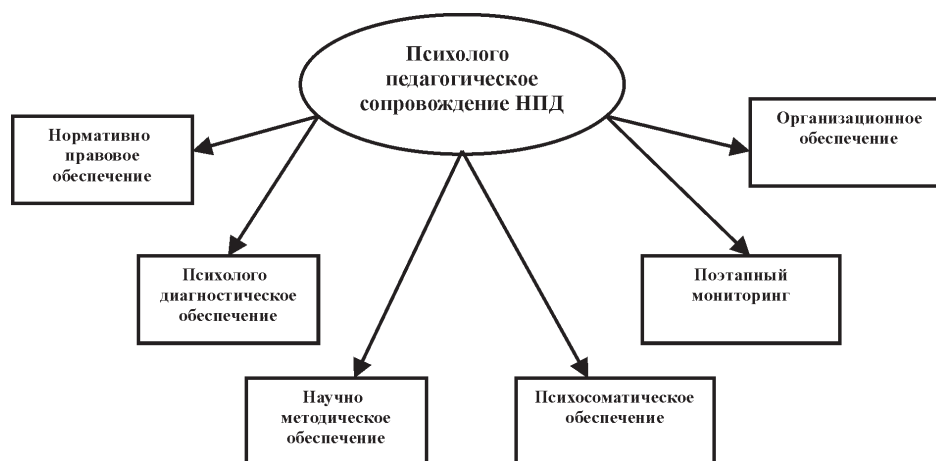 Психолого
педагогическое
сопровождение НПД
Нормативно
правовое
обеспечение
Организационное
обеспечение
Психолого
диагностическое
обеспечение
Поэтапный
мониторинг
Научно
методическое
обеспечение
Психосоматическое
обеспечение